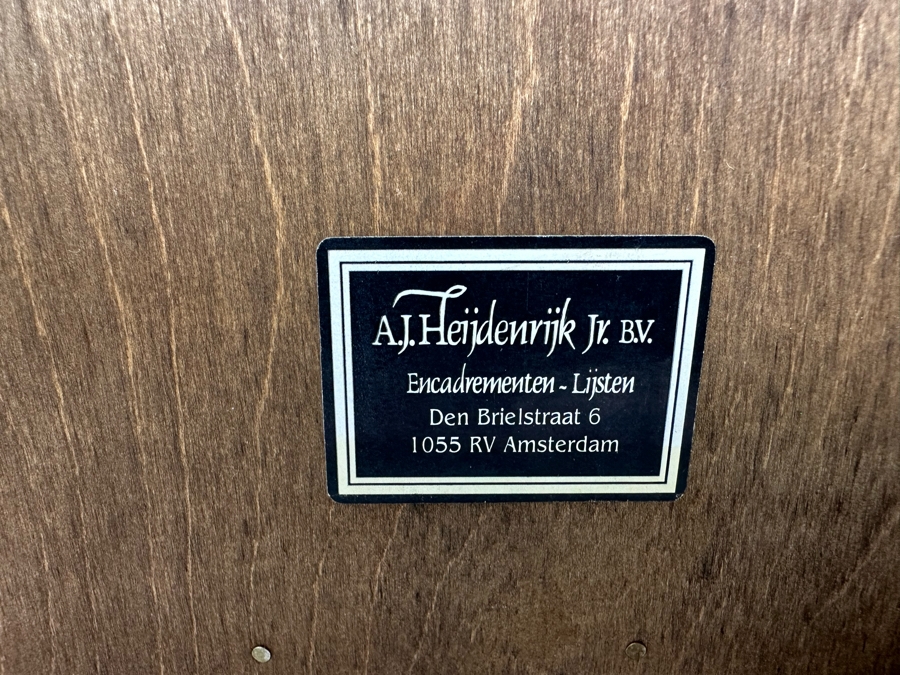 A.J. Heijdenrijk Jr. B.V.
Encadrementen ~ Lijsten
Den Brielstraat 6
1055 RV Amsterdam